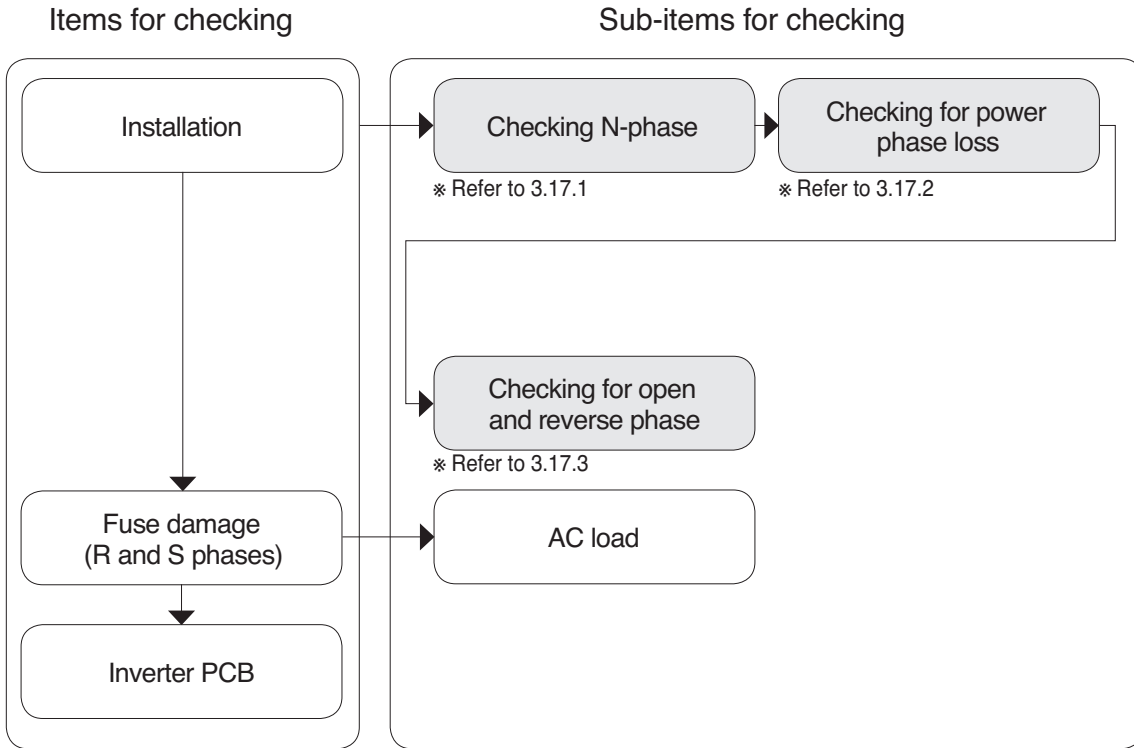 Items for checking
Sub-items for checking
Installation
Checking N-phase
※ Refer to 3.17.1
Checking for power
phase loss
※ Refer to 3.17.2
Checking for open
and reverse phase
※ Refer to 3.17.3
Fuse damage
(R and S phases)
AC load
Inverter PCB